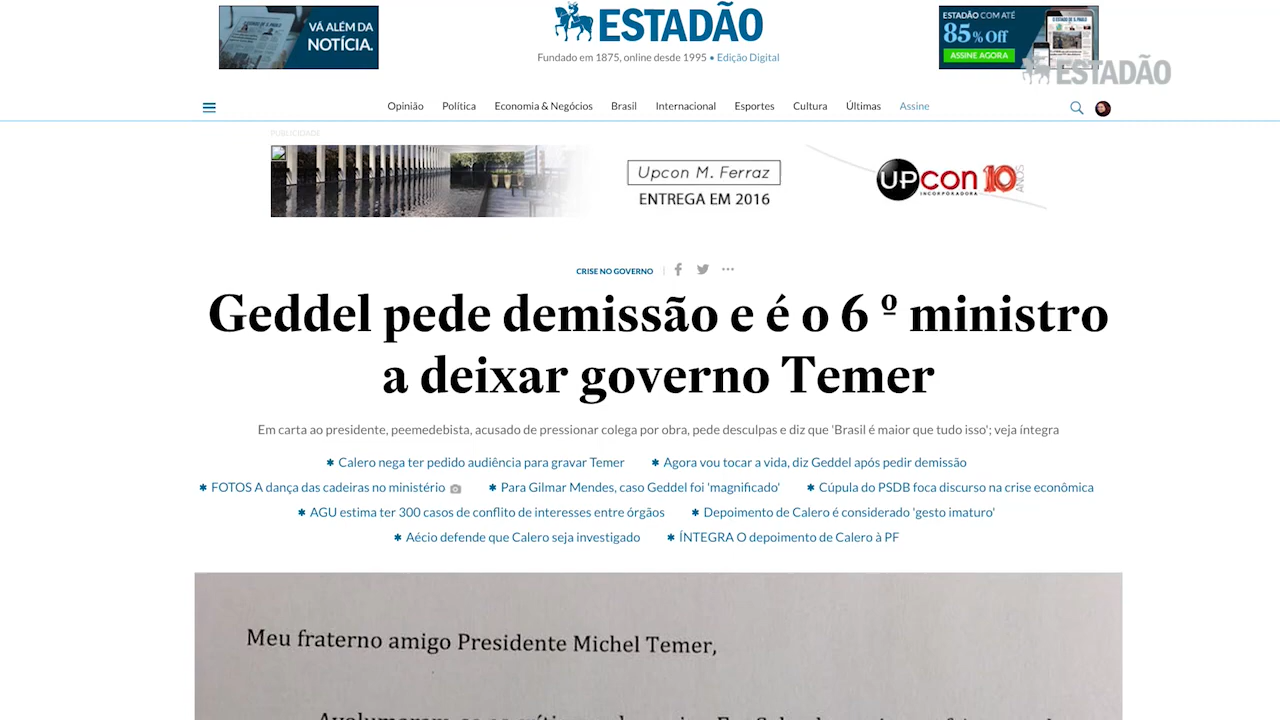 VÁ ALÉM DA
NOTÍCIA.
ESTADÃO
Fundado em 1875, online desde 1995 • Edição Digital
ESTADÃO COM ATÉ
85% Off
ASSINE AGORA
ESTADÃO
Opinião Política Economia & Negócios Brasil Internacional Esportes Cultura Últimas Assine
PUBLICIDADE
Upcon M. Ferraz
ENTREGA EM 2016
UPCON 10 ANOS
INCORPORADORA
CRISE NO GOVERNO
Geddel pede demissão e é o 6 º ministro
a deixar governo Temer
Em carta ao presidente, peemedebista, acusado de pressionar colega por obra, pede desculpas e diz que 'Brasil é maior que tudo isso'; veja íntegra
✱ Calero nega ter pedido audiência para gravar Temer ✱ Agora vou tocar a vida, diz Geddel após pedir demissão
✱ FOTOS A dança das cadeiras no ministério ✱ Para Gilmar Mendes, caso Geddel foi 'magnificado' ✱ Cúpula do PSDB foca discurso na crise econômica
✱ AGU estima ter 300 casos de conflito de interesses entre órgãos ✱ Depoimento de Calero é considerado 'gesto imaturo'
✱ Aécio defende que Calero seja investigado ✱ ÍNTEGRA O depoimento de Calero à PF
Meu fraterno amigo Presidente Michel Temer,